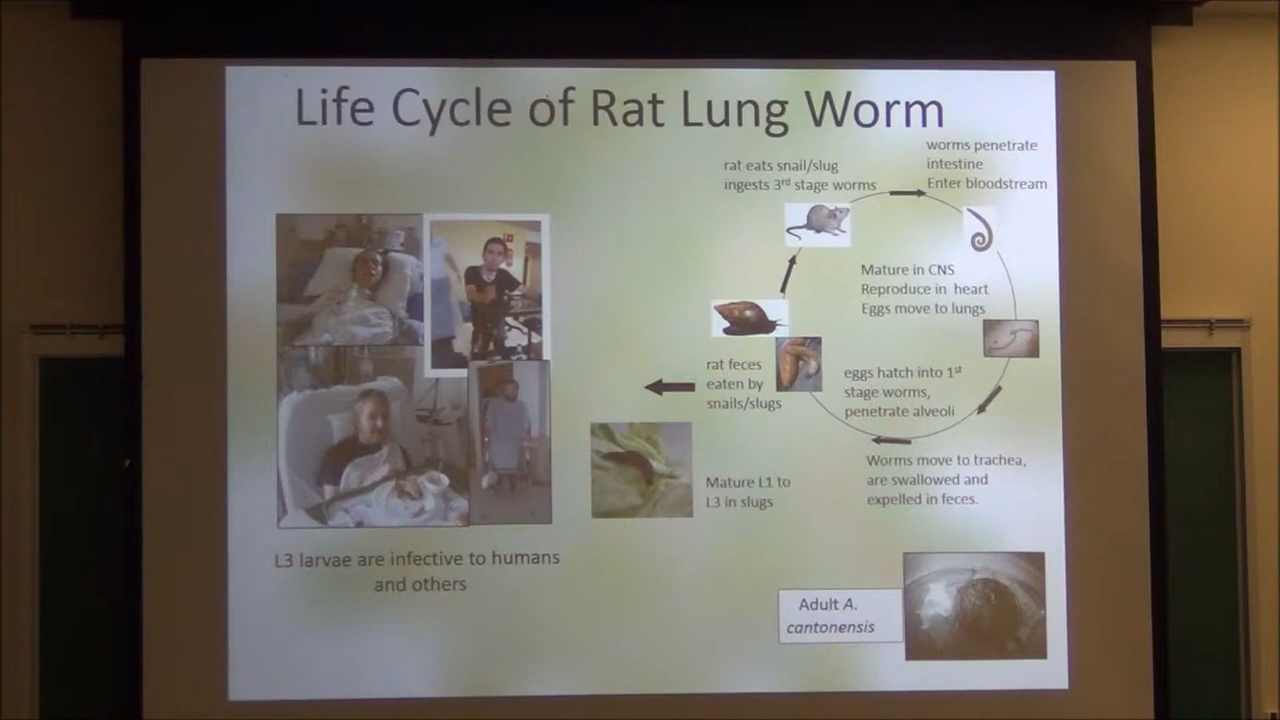 Life Cycle of Rat Lung Worm
rat eats snail/slug
ingests 3rd stage worms
worms penetrate
intestine
Enter bloodstream
Mature in CNS
Reproduce in heart
Eggs move to lungs
eggs hatch into 1st
stage worms,
penetrate alveoli
Worms move to trachea,
are swallowed and
expelled in feces.
rat feces
eaten by
snails/slugs
Mature L1 to
L3 in slugs
L3 larvae are infective to humans
and others
Adult A.
cantonensis